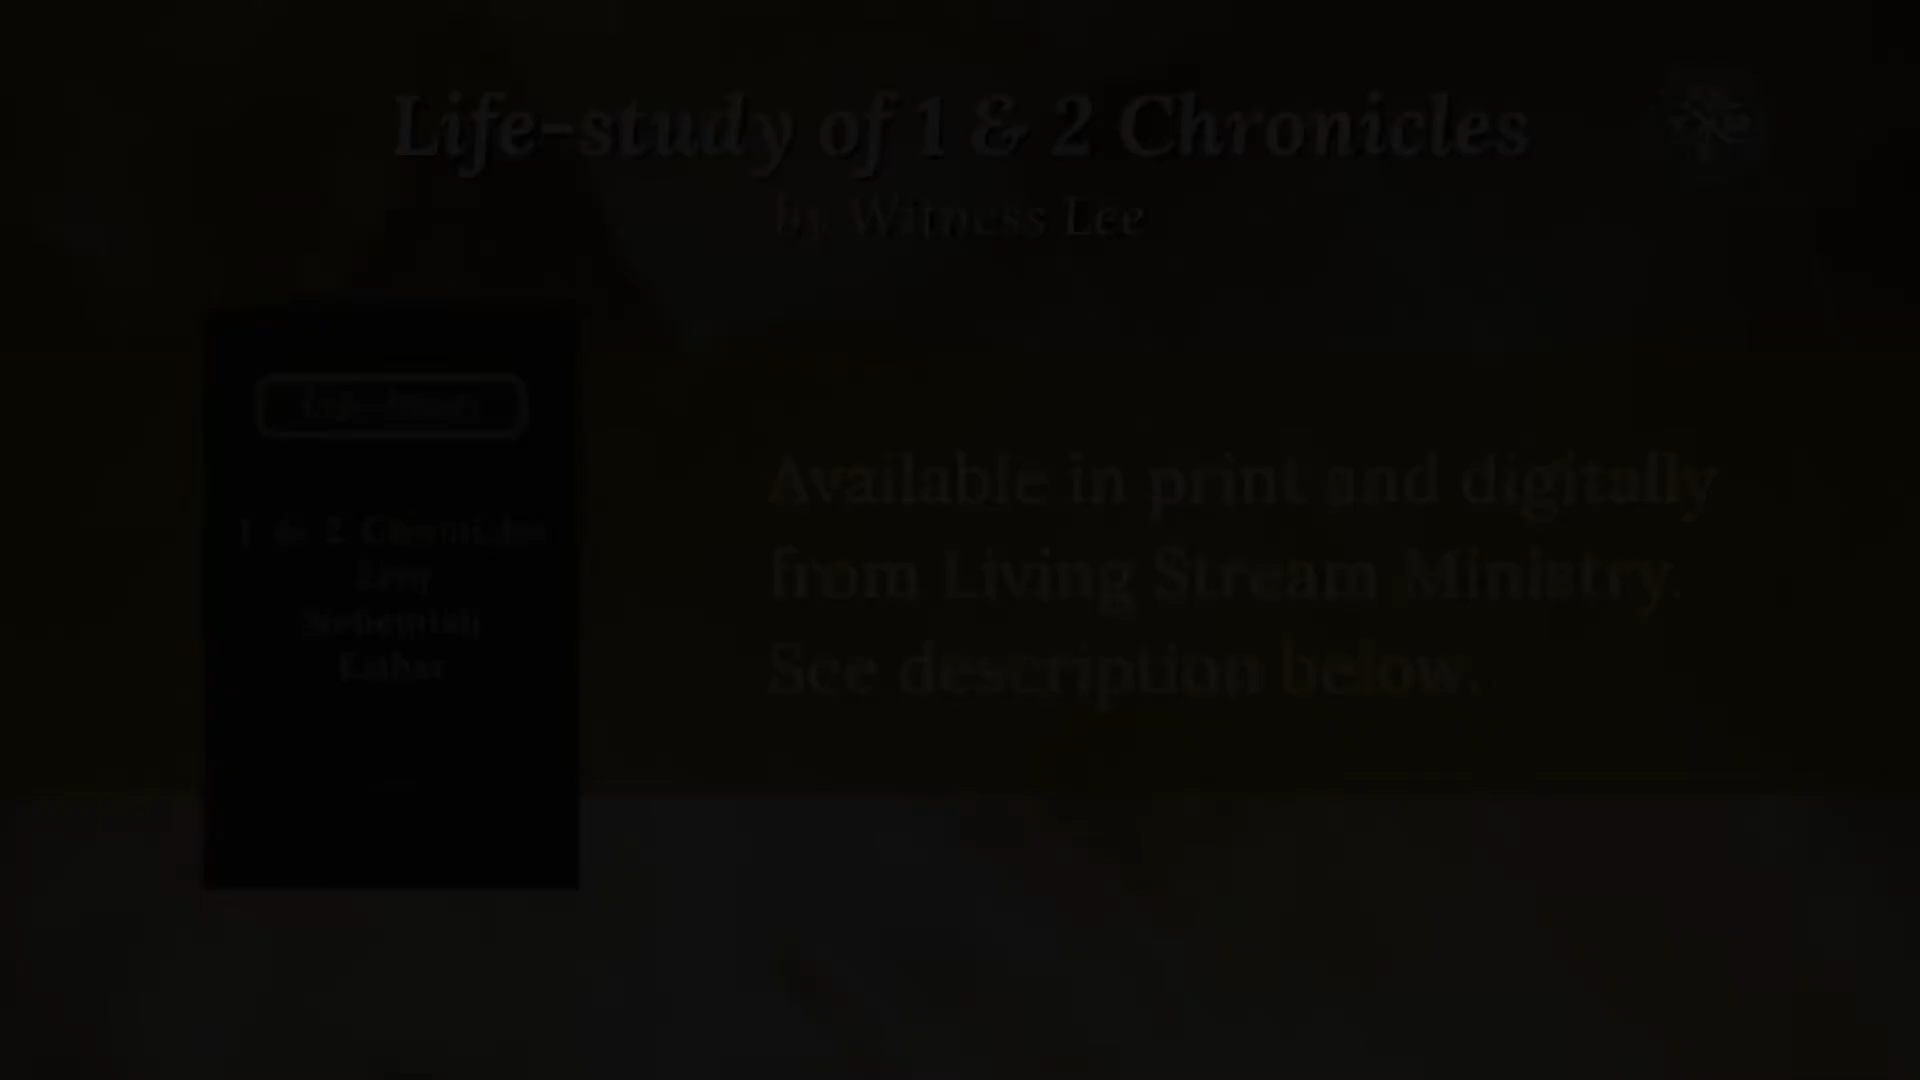 Life-study of 1 & 2 Chronicles
by Witness Lee
Life-Study
1 & 2 Chronicles
Ezra
Nehemiah
Esther
Available in print and digitally
from Living Stream Ministry.
See description below.